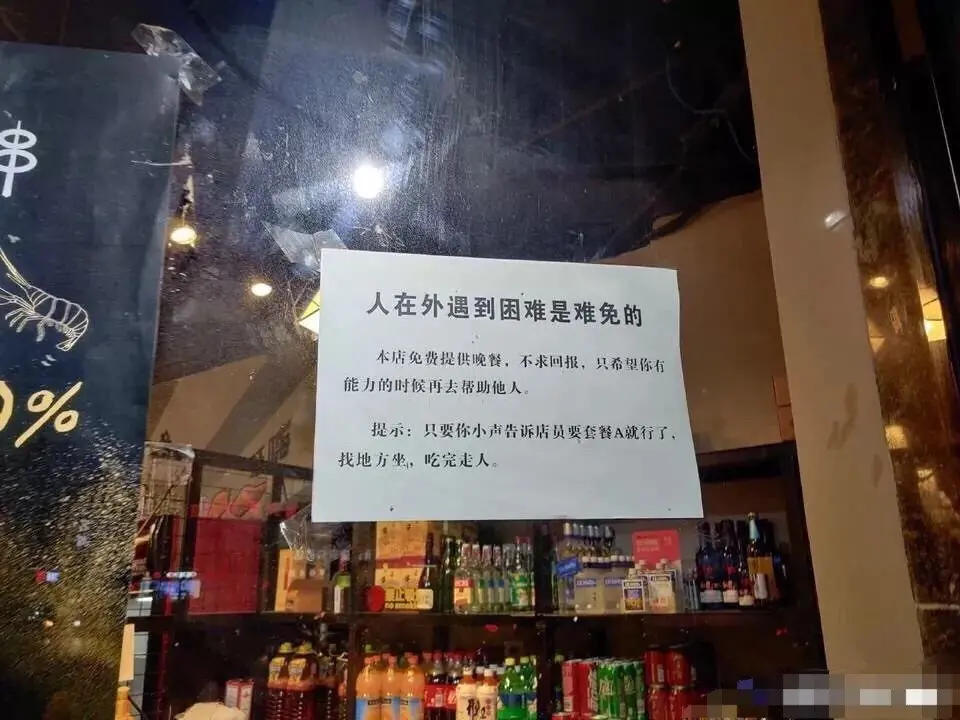 串
%
人在外遇到困难是难免的
本店免费提供晚餐，不求回报，只希望你有
能力的时候再去帮助他人。
提示：只要你小声告诉店员要套餐A就行了，
找地方坐，吃完走人。